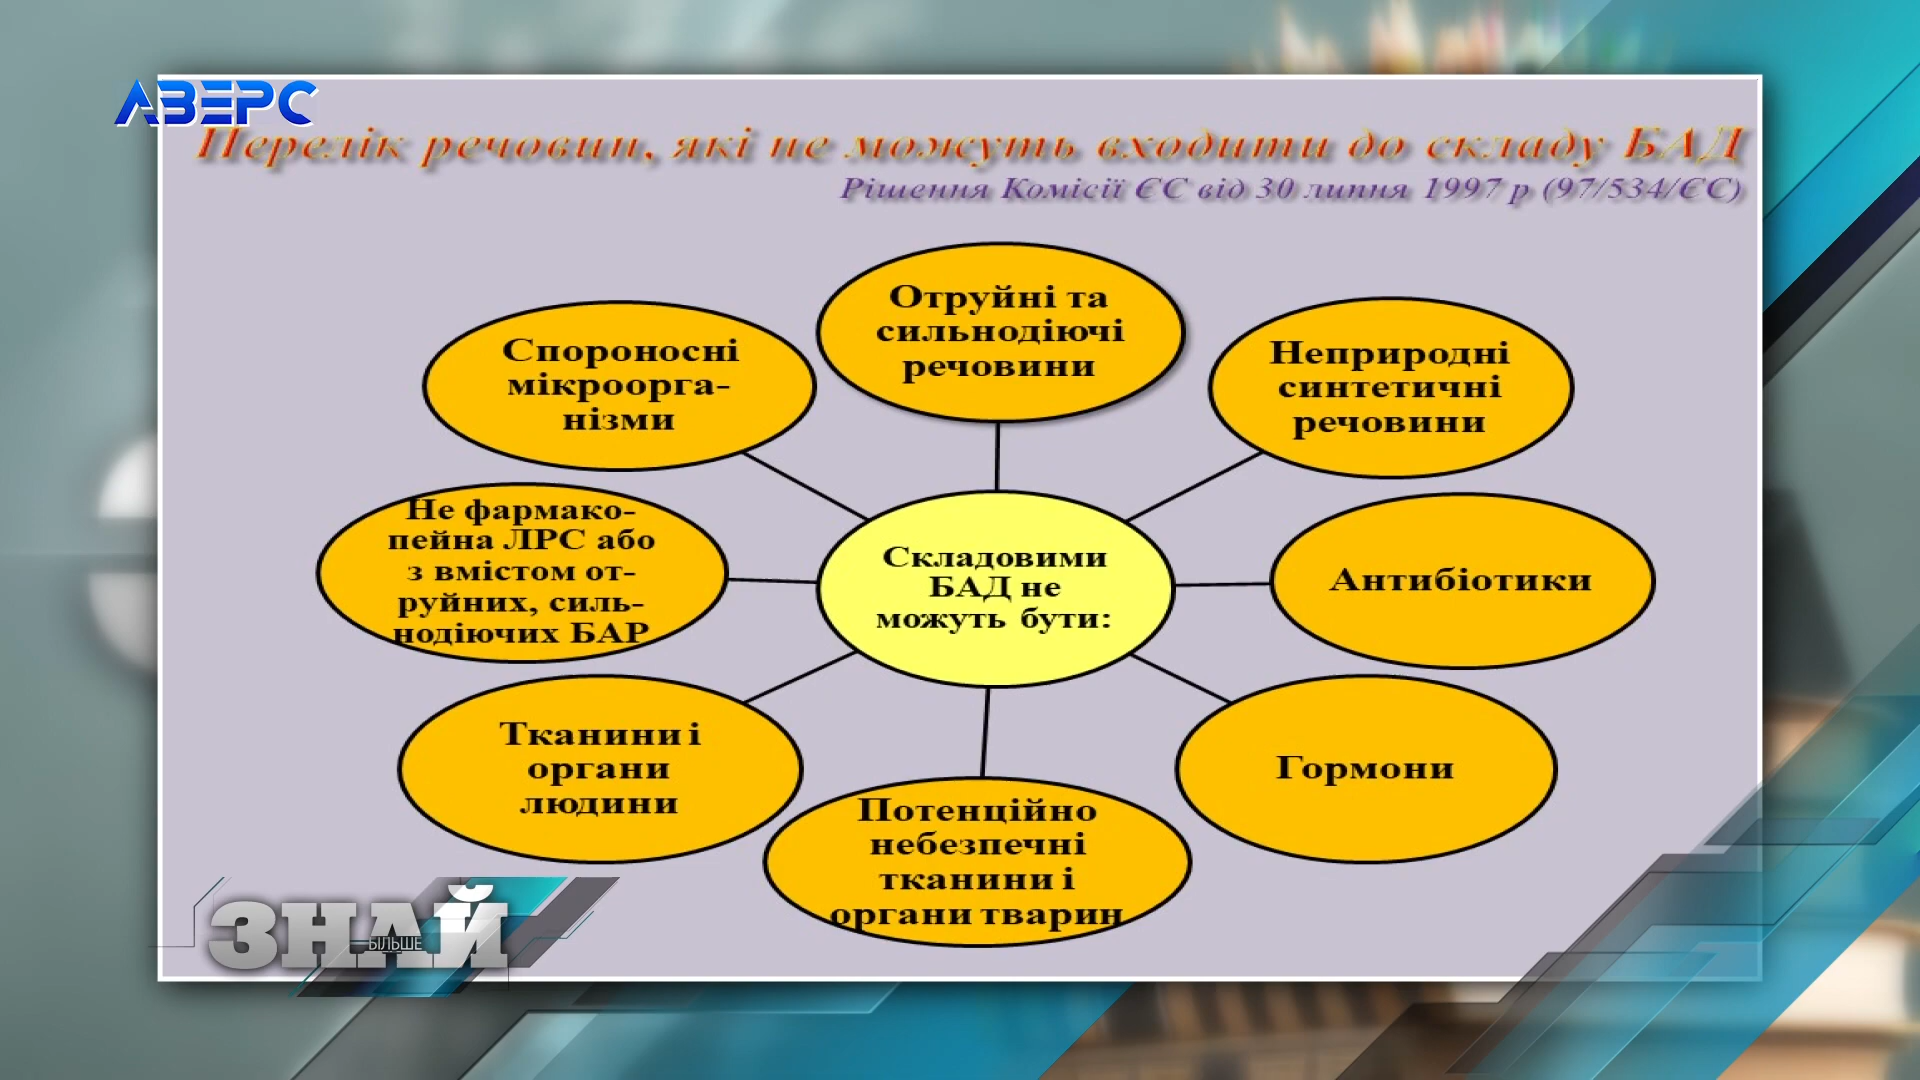 АВЕРС
Перелік речовин, які не можуть входити до складу БАД
Рішення Комісії ЄС від 30 липня 1997 р (97/534/ЄС)
Отруйні та
сильнодіючі
речовини
Спороносні
мікроорга-
нізми
Неприродні
синтетичні
речовини
Не фармако-
пейна ЛРС або
з вмістом от-
руйних, силь-
нодіючих БАР
Складовими
БАД не
можуть бути:
Антибіотики
Тканини і
органи
людини
Гормони
Потенційно
небезпечні
тканини і
органи тварин
ЗНАЙ
БІЛЬШЕ